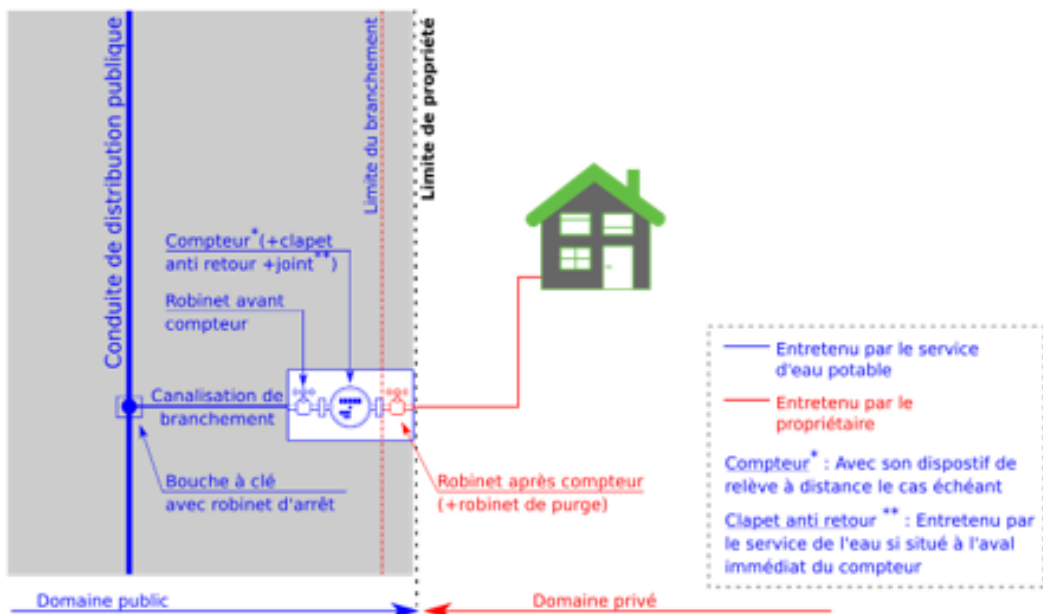 Conduite de distribution publique
Limite du branchement
Limite de propriété
Compteur*(+clapet
anti retour +joint**)
Robinet avant
compteur
Canalisation de
branchement
Bouche à clé
avec robinet d'arrêt
Robinet après compteur
(+robinet de purge)
Entretenu par le service
d'eau potable
Entretenu par le
propriétaire
Compteur* : Avec son dispostif de
relève à distance le cas échéant
Clapet anti retour ** : Entretenu par
le service de l'eau si situé à l'aval
immédiat du compteur
Domaine public
Domaine privé